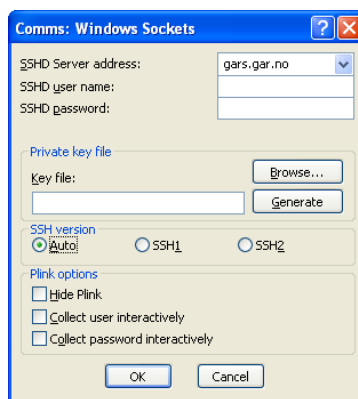 Comms: Windows Sockets
SSHD Server address: gars.gar.no
SSHD user name:
SSHD password:
Private key file
Key file:
Browse...
Generate
SSH version
Auto SSH1 SSH2
Plink options
Hide Plink
Collect user interactively
Collect password interactively
OK Cancel